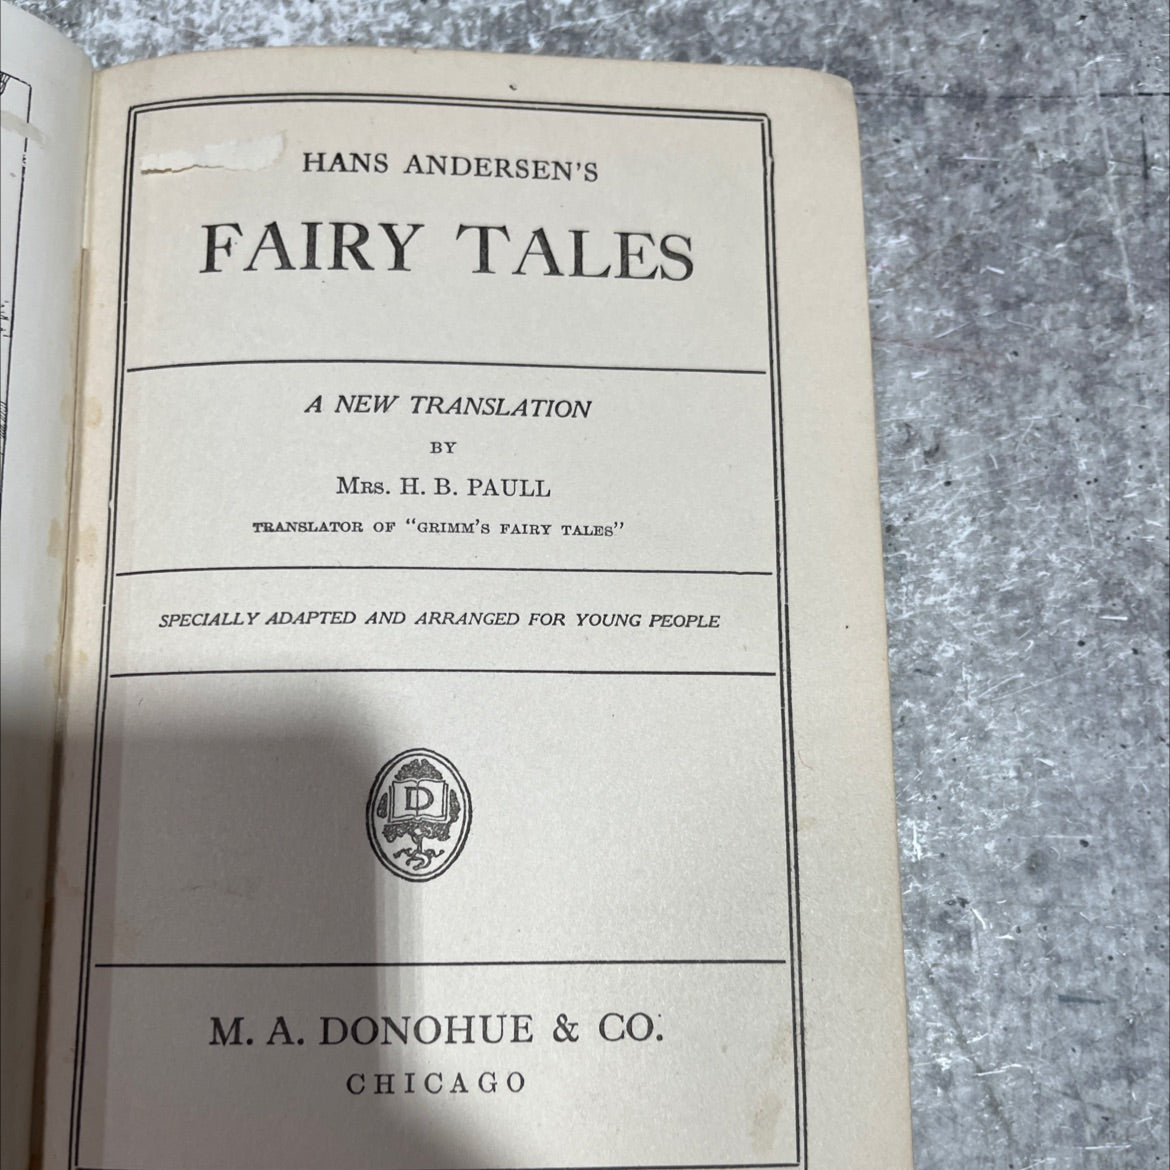 HANS ANDERSEN'S
FAIRY TALES
A NEW TRANSLATION
BY
MRS. H. B. PAULL
TRANSLATOR OF "GRIMM'S FAIRY TALES"
SPECIALLY ADAPTED AND ARRANGED FOR YOUNG PEOPLE
D
M. A. DONOHUE & CO.
CHICAGO